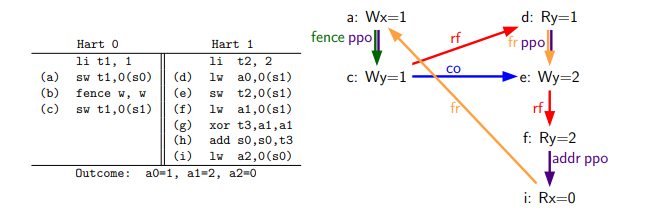 Hart 0 Hart 1
li t1, 1 li t2, 2
(a) sw t1,0(s0) (d) lw a0,0(s1)
(b) fence w, w (e) sw t2,0(s1)
(c) sw t1,0(s1) (f) lw a1,0(s1)
(g) xor t3,a1,a1
(h) add s0,s0,t3
(i) lw a2,0(s0)
Outcome: a0=1, a1=2, a2=0
a: Wx=1 d: Ry=1
fence ppo rf fr ppo
c: Wy=1 co e: Wy=2
fr rf
f: Ry=2
addr ppo
i: Rx=0